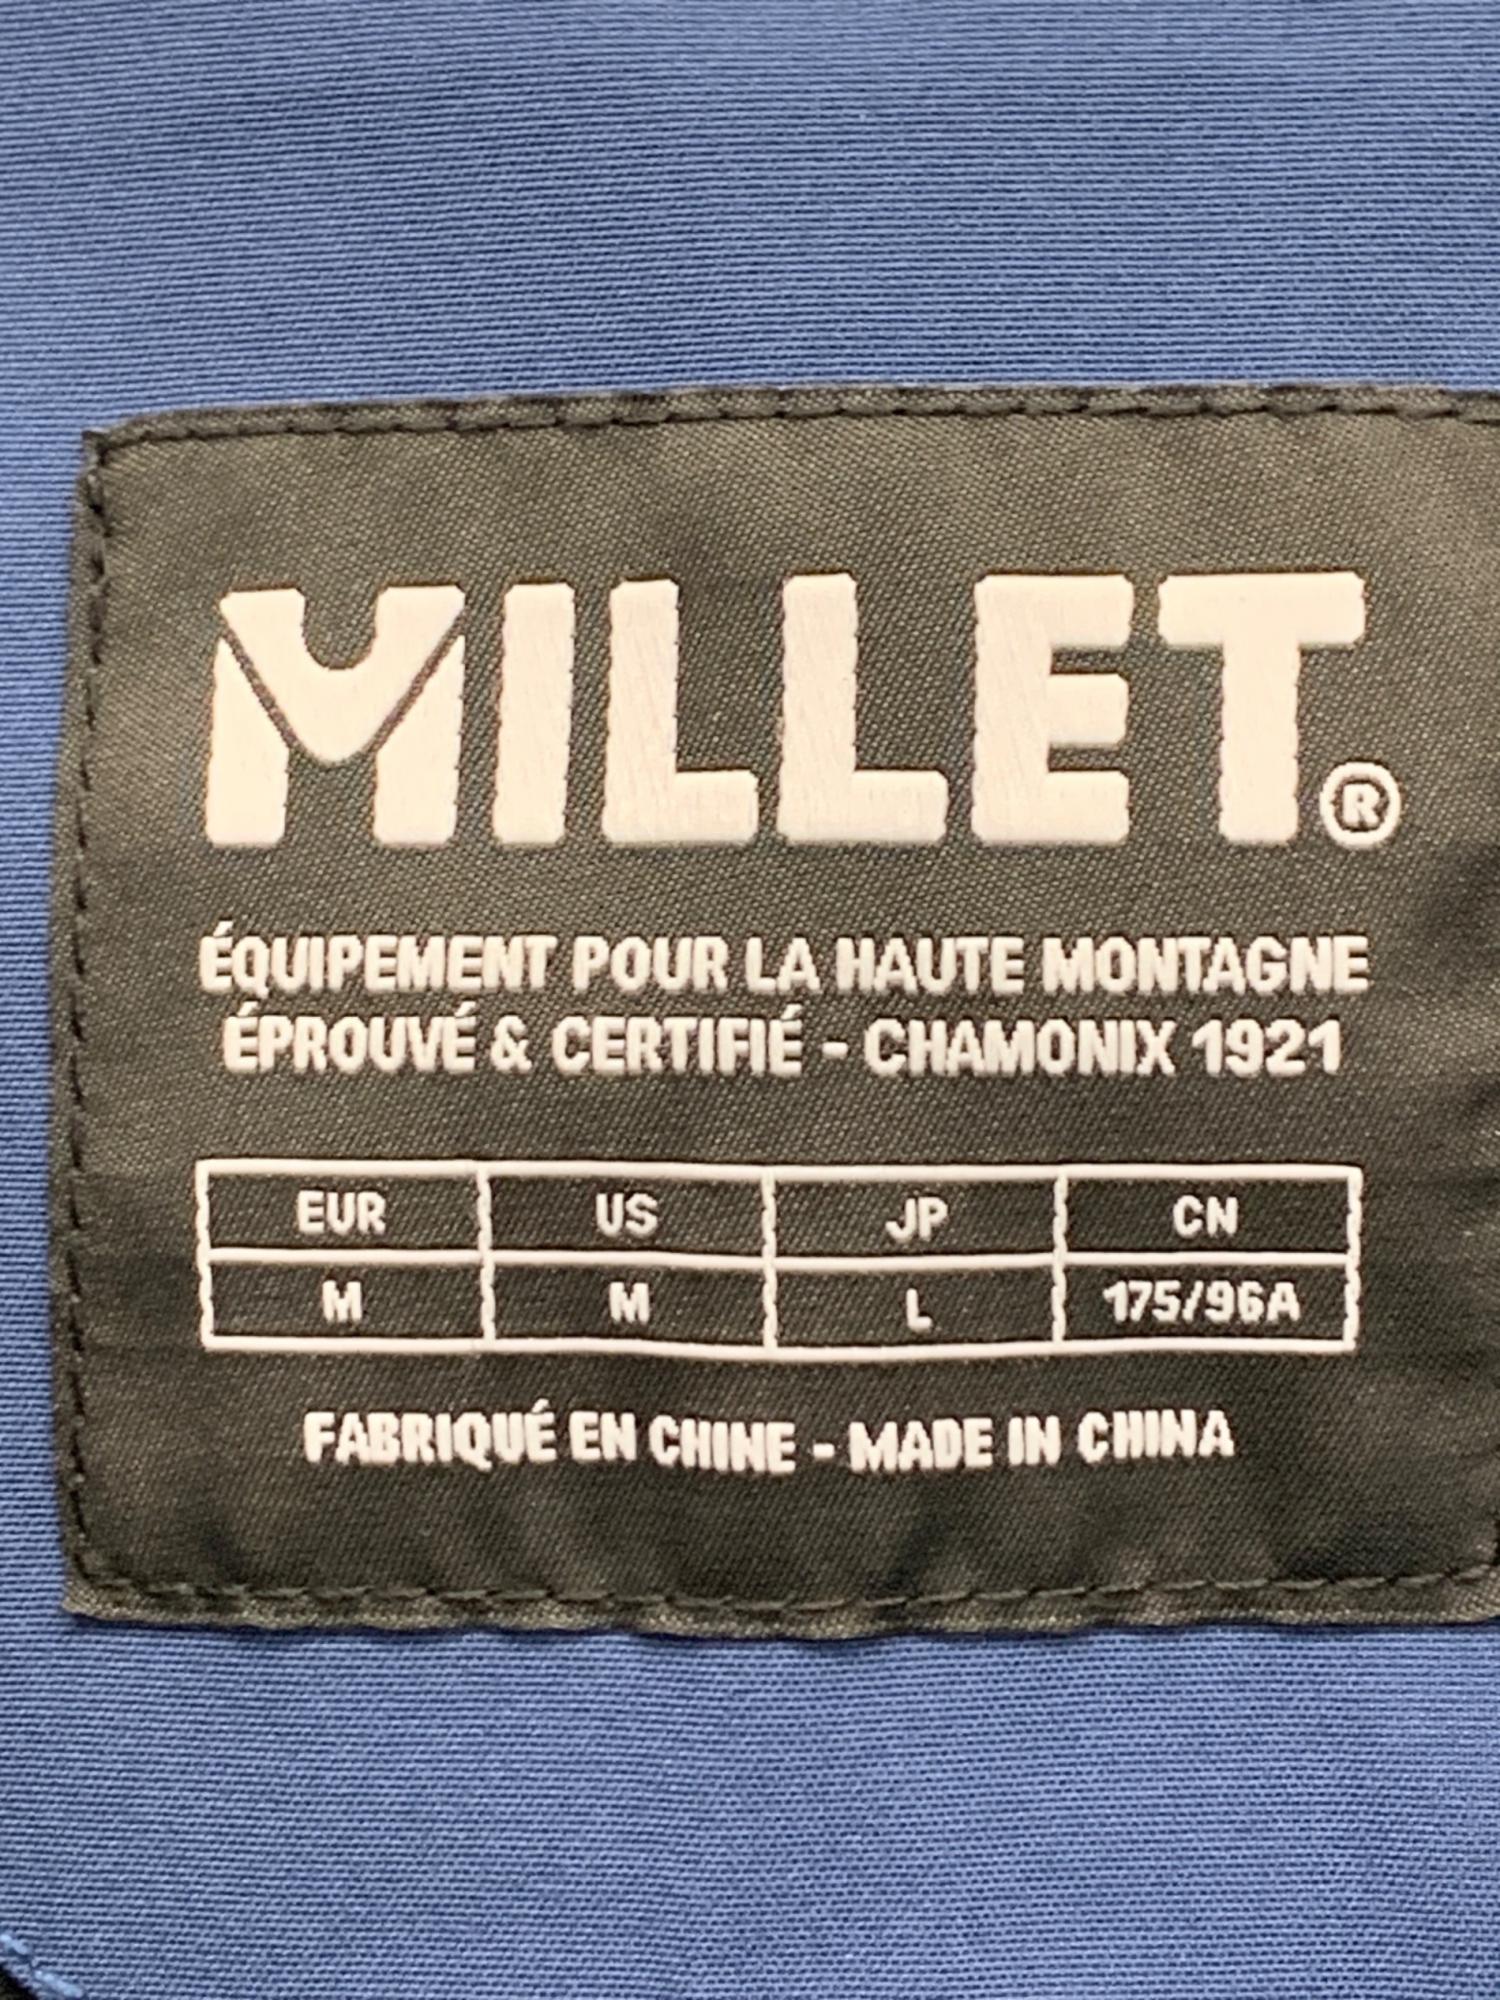 MILLET®
ÉQUIPEMENT POUR LA HAUTE MONTAGNE
ÉPROUVÉ & CERTIFIÉ - CHAMONIX 1921
EUR US JP CN
M M L 175/96A
FABRIQUÉ EN CHINE - MADE IN CHINA